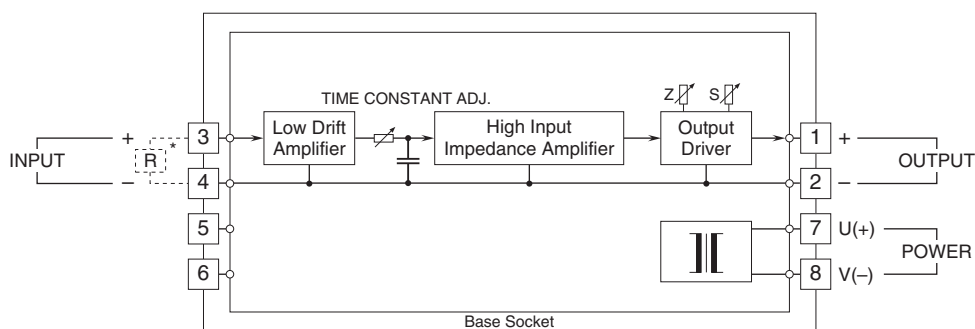 TIME CONSTANT ADJ.
Z
S
Low Drift
Amplifier
High Input
Impedance Amplifier
Output
Driver
INPUT
+
R
*
–
3
4
5
6
1
+
2
–
OUTPUT
7
U(+)
8
V(–)
POWER
Base Socket